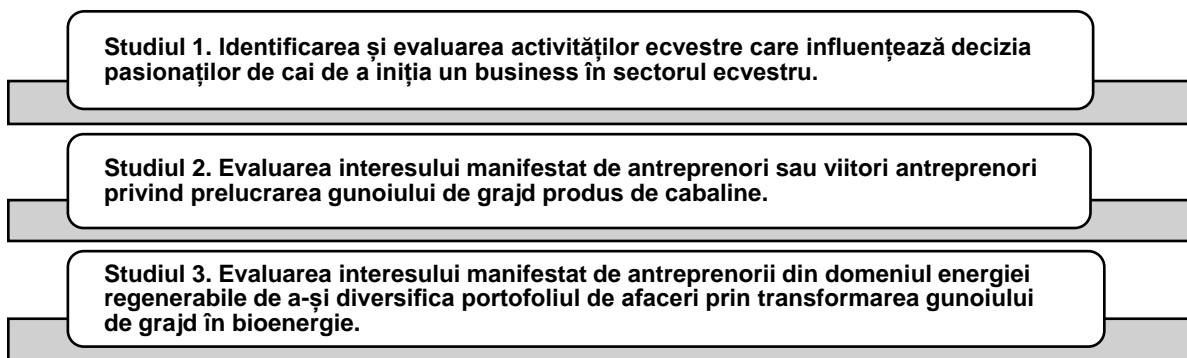 Studiul 1. Identificarea și evaluarea activităților ecvestre care influențează decizia
pasionaților de cai de a iniția un business în sectorul ecvestru.
Studiul 2. Evaluarea interesului manifestat de antreprenori sau viitori antreprenori
privind prelucrarea gunoiului de grajd produs de cabaline.
Studiul 3. Evaluarea interesului manifestat de antreprenorii din domeniul energiei
regenerabile de a-și diversifica portofoliul de afaceri prin transformarea gunoiului
de grajd în bioenergie.